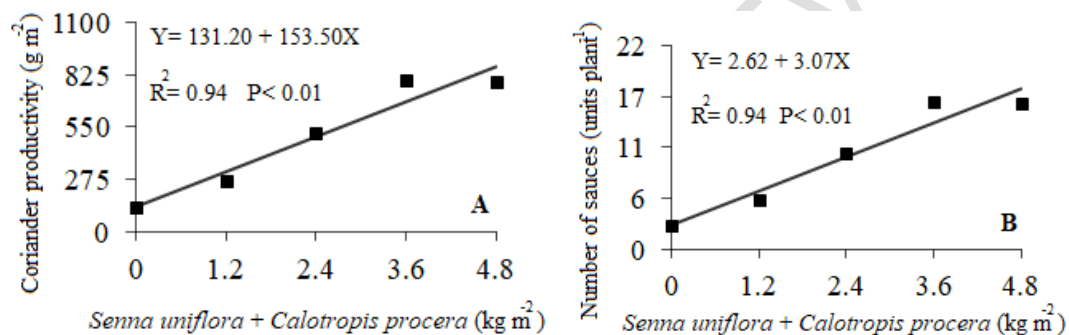 Coriander productivity (g m⁻²)
1100
825
550
275
0
Y= 131.20 + 153.50X
R²= 0.94 P< 0.01
A
0 1.2 2.4 3.6 4.8
Senna uniflora + Calotropis procera (kg m⁻²)
Number of sauces (units plant⁻¹)
22
17
11
6
0
Y= 2.62 + 3.07X
R²= 0.94 P< 0.01
B
0 1.2 2.4 3.6 4.8
Senna uniflora + Calotropis procera (kg m⁻²)